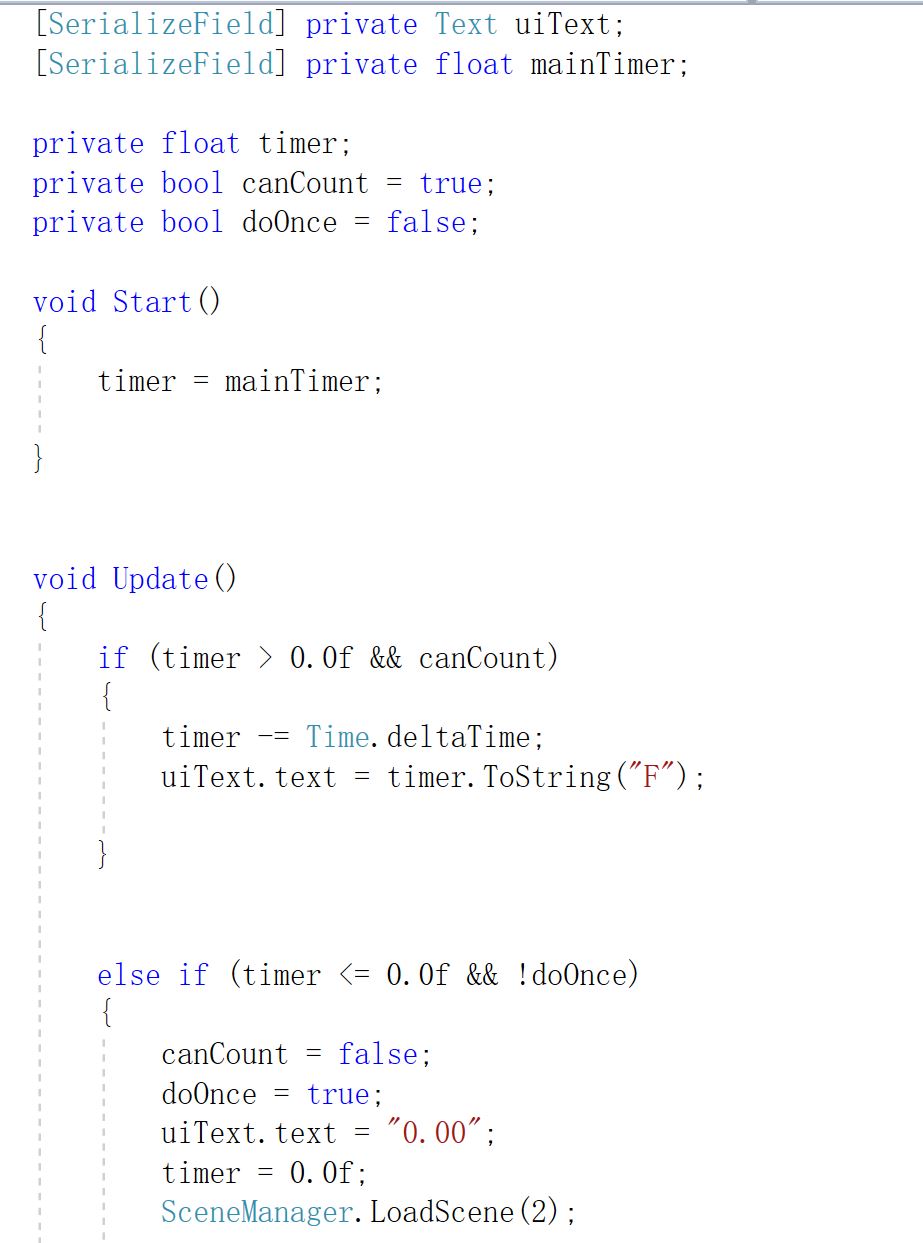 [SerializeField] private Text uiText;
[SerializeField] private float mainTimer;
private float timer;
private bool canCount = true;
private bool doOnce = false;
void Start()
{
timer = mainTimer;
}
void Update()
{
if (timer > 0.0f && canCount)
{
timer -= Time.deltaTime;
uiText.text = timer.ToString("F");
}
else if (timer <= 0.0f && !doOnce)
{
canCount = false;
doOnce = true;
uiText.text = "0.00";
timer = 0.0f;
SceneManager.LoadScene(2);